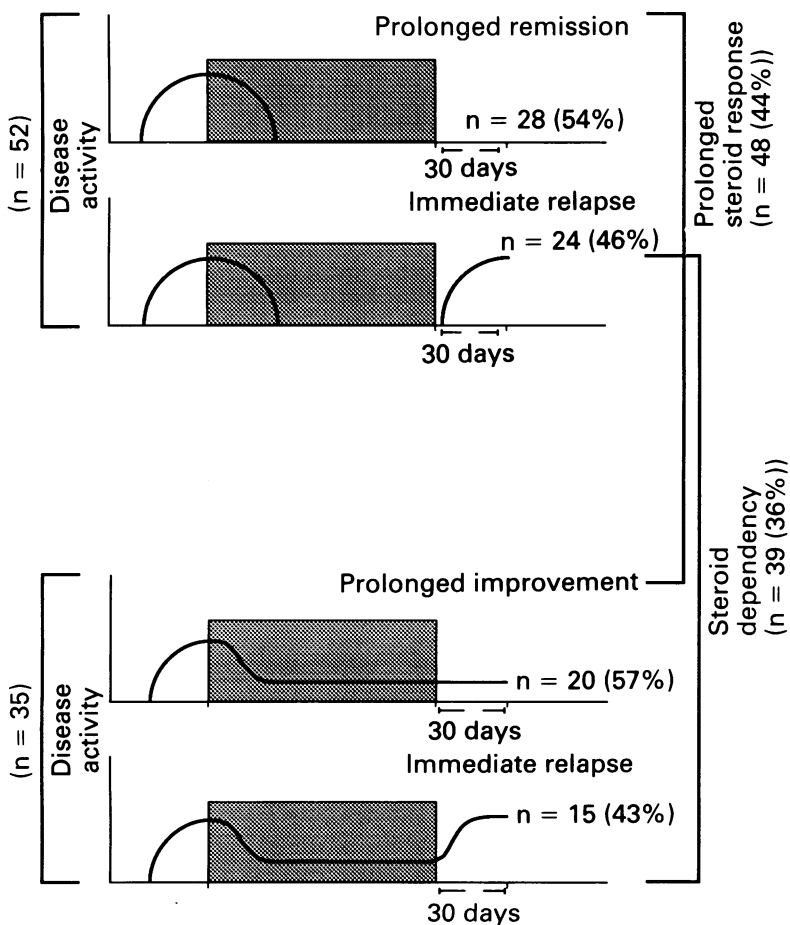 Prolonged remission
(n = 52)
Disease
activity
n = 28 (54%)
30 days
Immediate relapse
n = 24 (46%)
30 days
Prolonged
steroid response
(n = 48 (44%))
Prolonged improvement
(n = 35)
Disease
activity
n = 20 (57%)
30 days
Immediate relapse
n = 15 (43%)
30 days
Steroid
dependency
(n = 39 (36%))